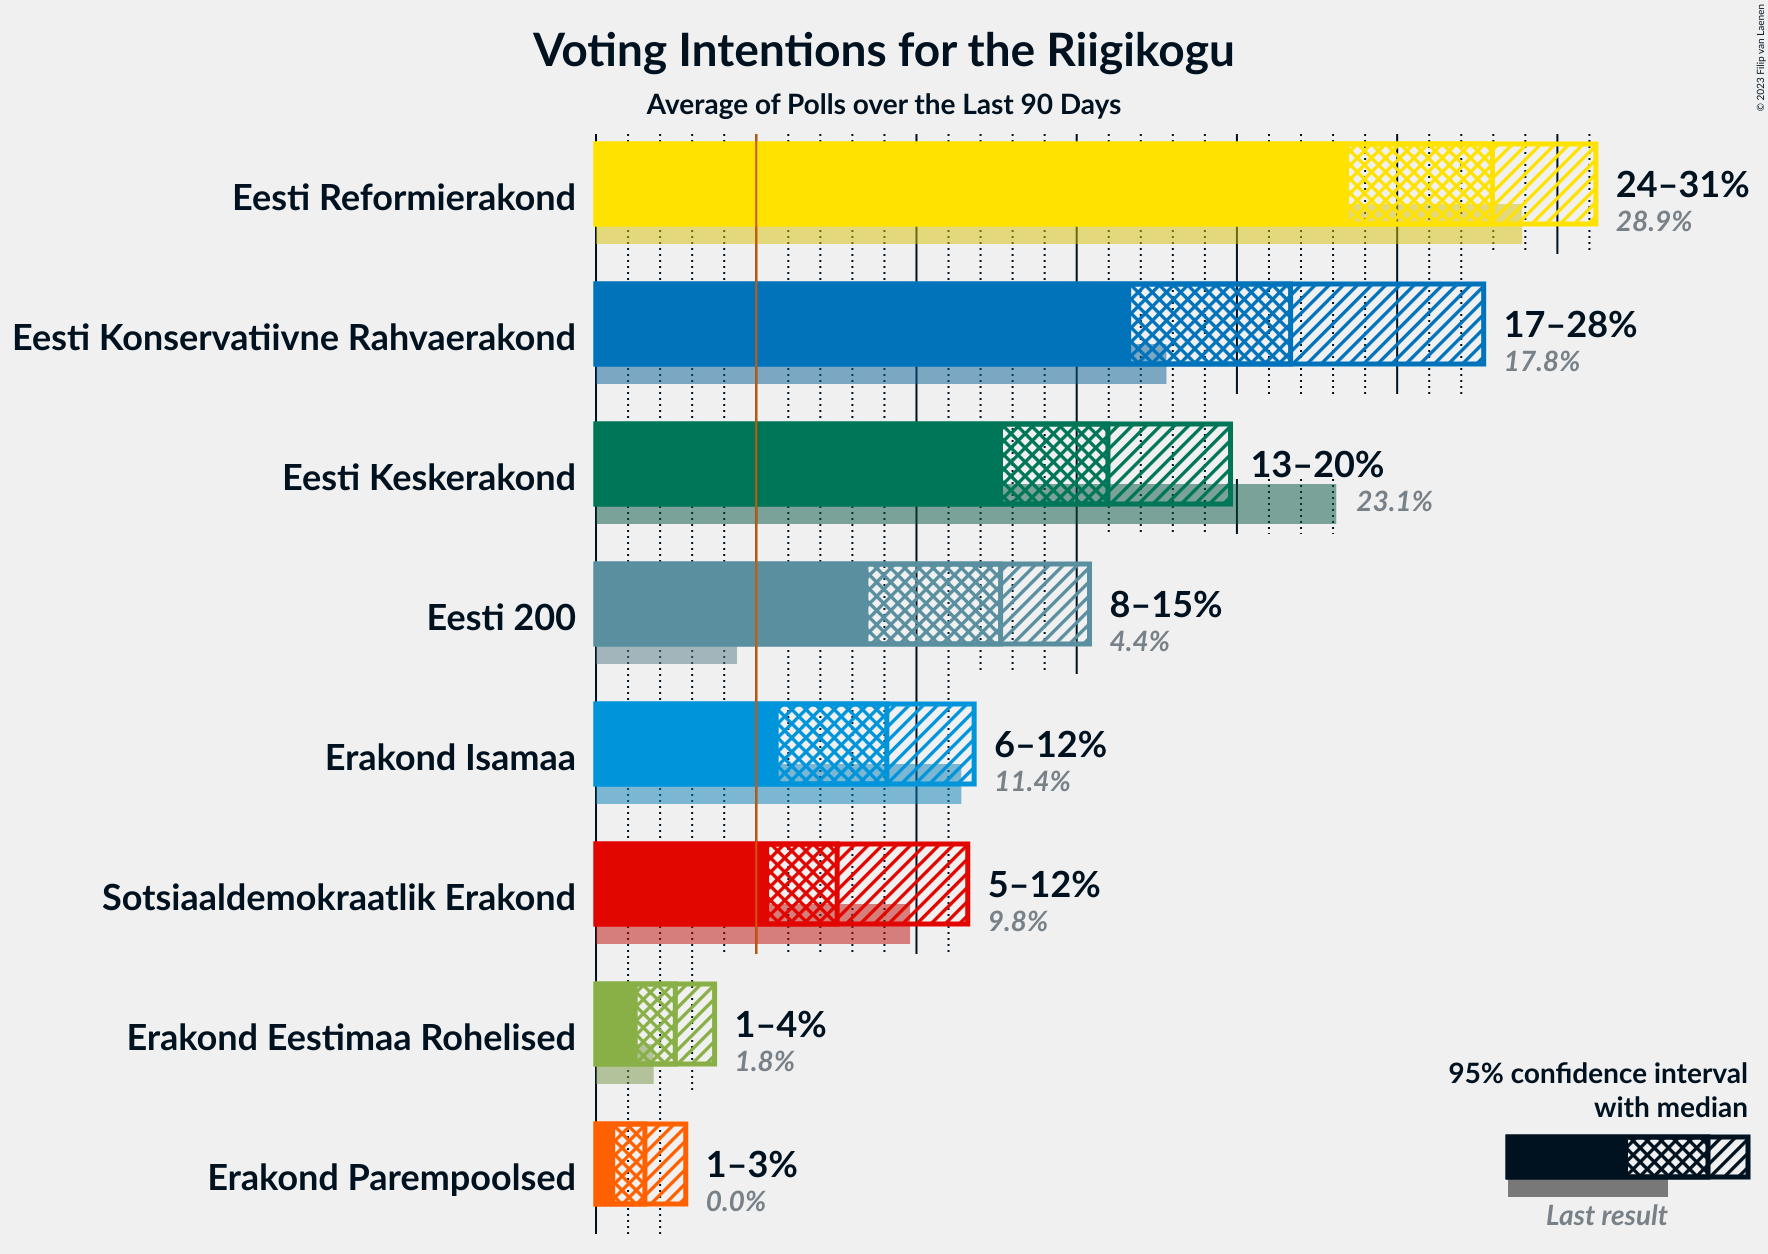 Voting Intentions for the Riigikogu
Average of Polls over the Last 90 Days
© 2023 Filip van Laenen
Eesti Reformierakond
24–31%
28.9%
Eesti Konservatiivne Rahvaerakond
17–28%
17.8%
Eesti Keskerakond
13–20%
23.1%
Eesti 200
8–15%
4.4%
Erakond Isamaa
6–12%
11.4%
Sotsiaaldemokraatlik Erakond
5–12%
9.8%
Erakond Eestimaa Rohelised
1–4%
1.8%
Erakond Parempoolsed
1–3%
0.0%
95% confidence interval
with median
Last result